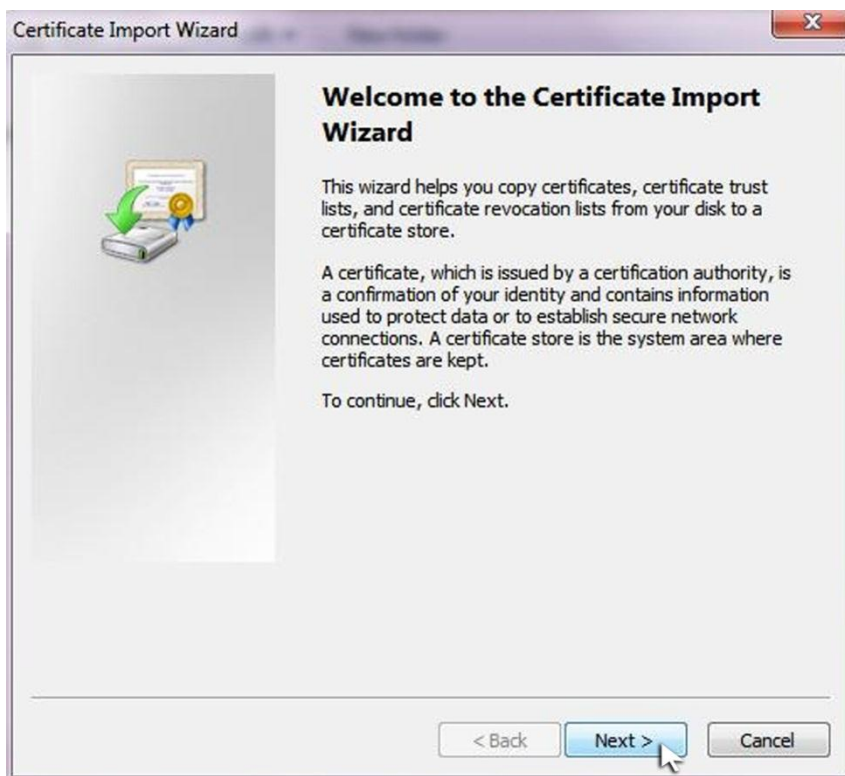 Certificate Import Wizard
Welcome to the Certificate Import
Wizard
This wizard helps you copy certificates, certificate trust
lists, and certificate revocation lists from your disk to a
certificate store.
A certificate, which is issued by a certification authority, is
a confirmation of your identity and contains information
used to protect data or to establish secure network
connections. A certificate store is the system area where
certificates are kept.
To continue, click Next.
< Back
Next >
Cancel